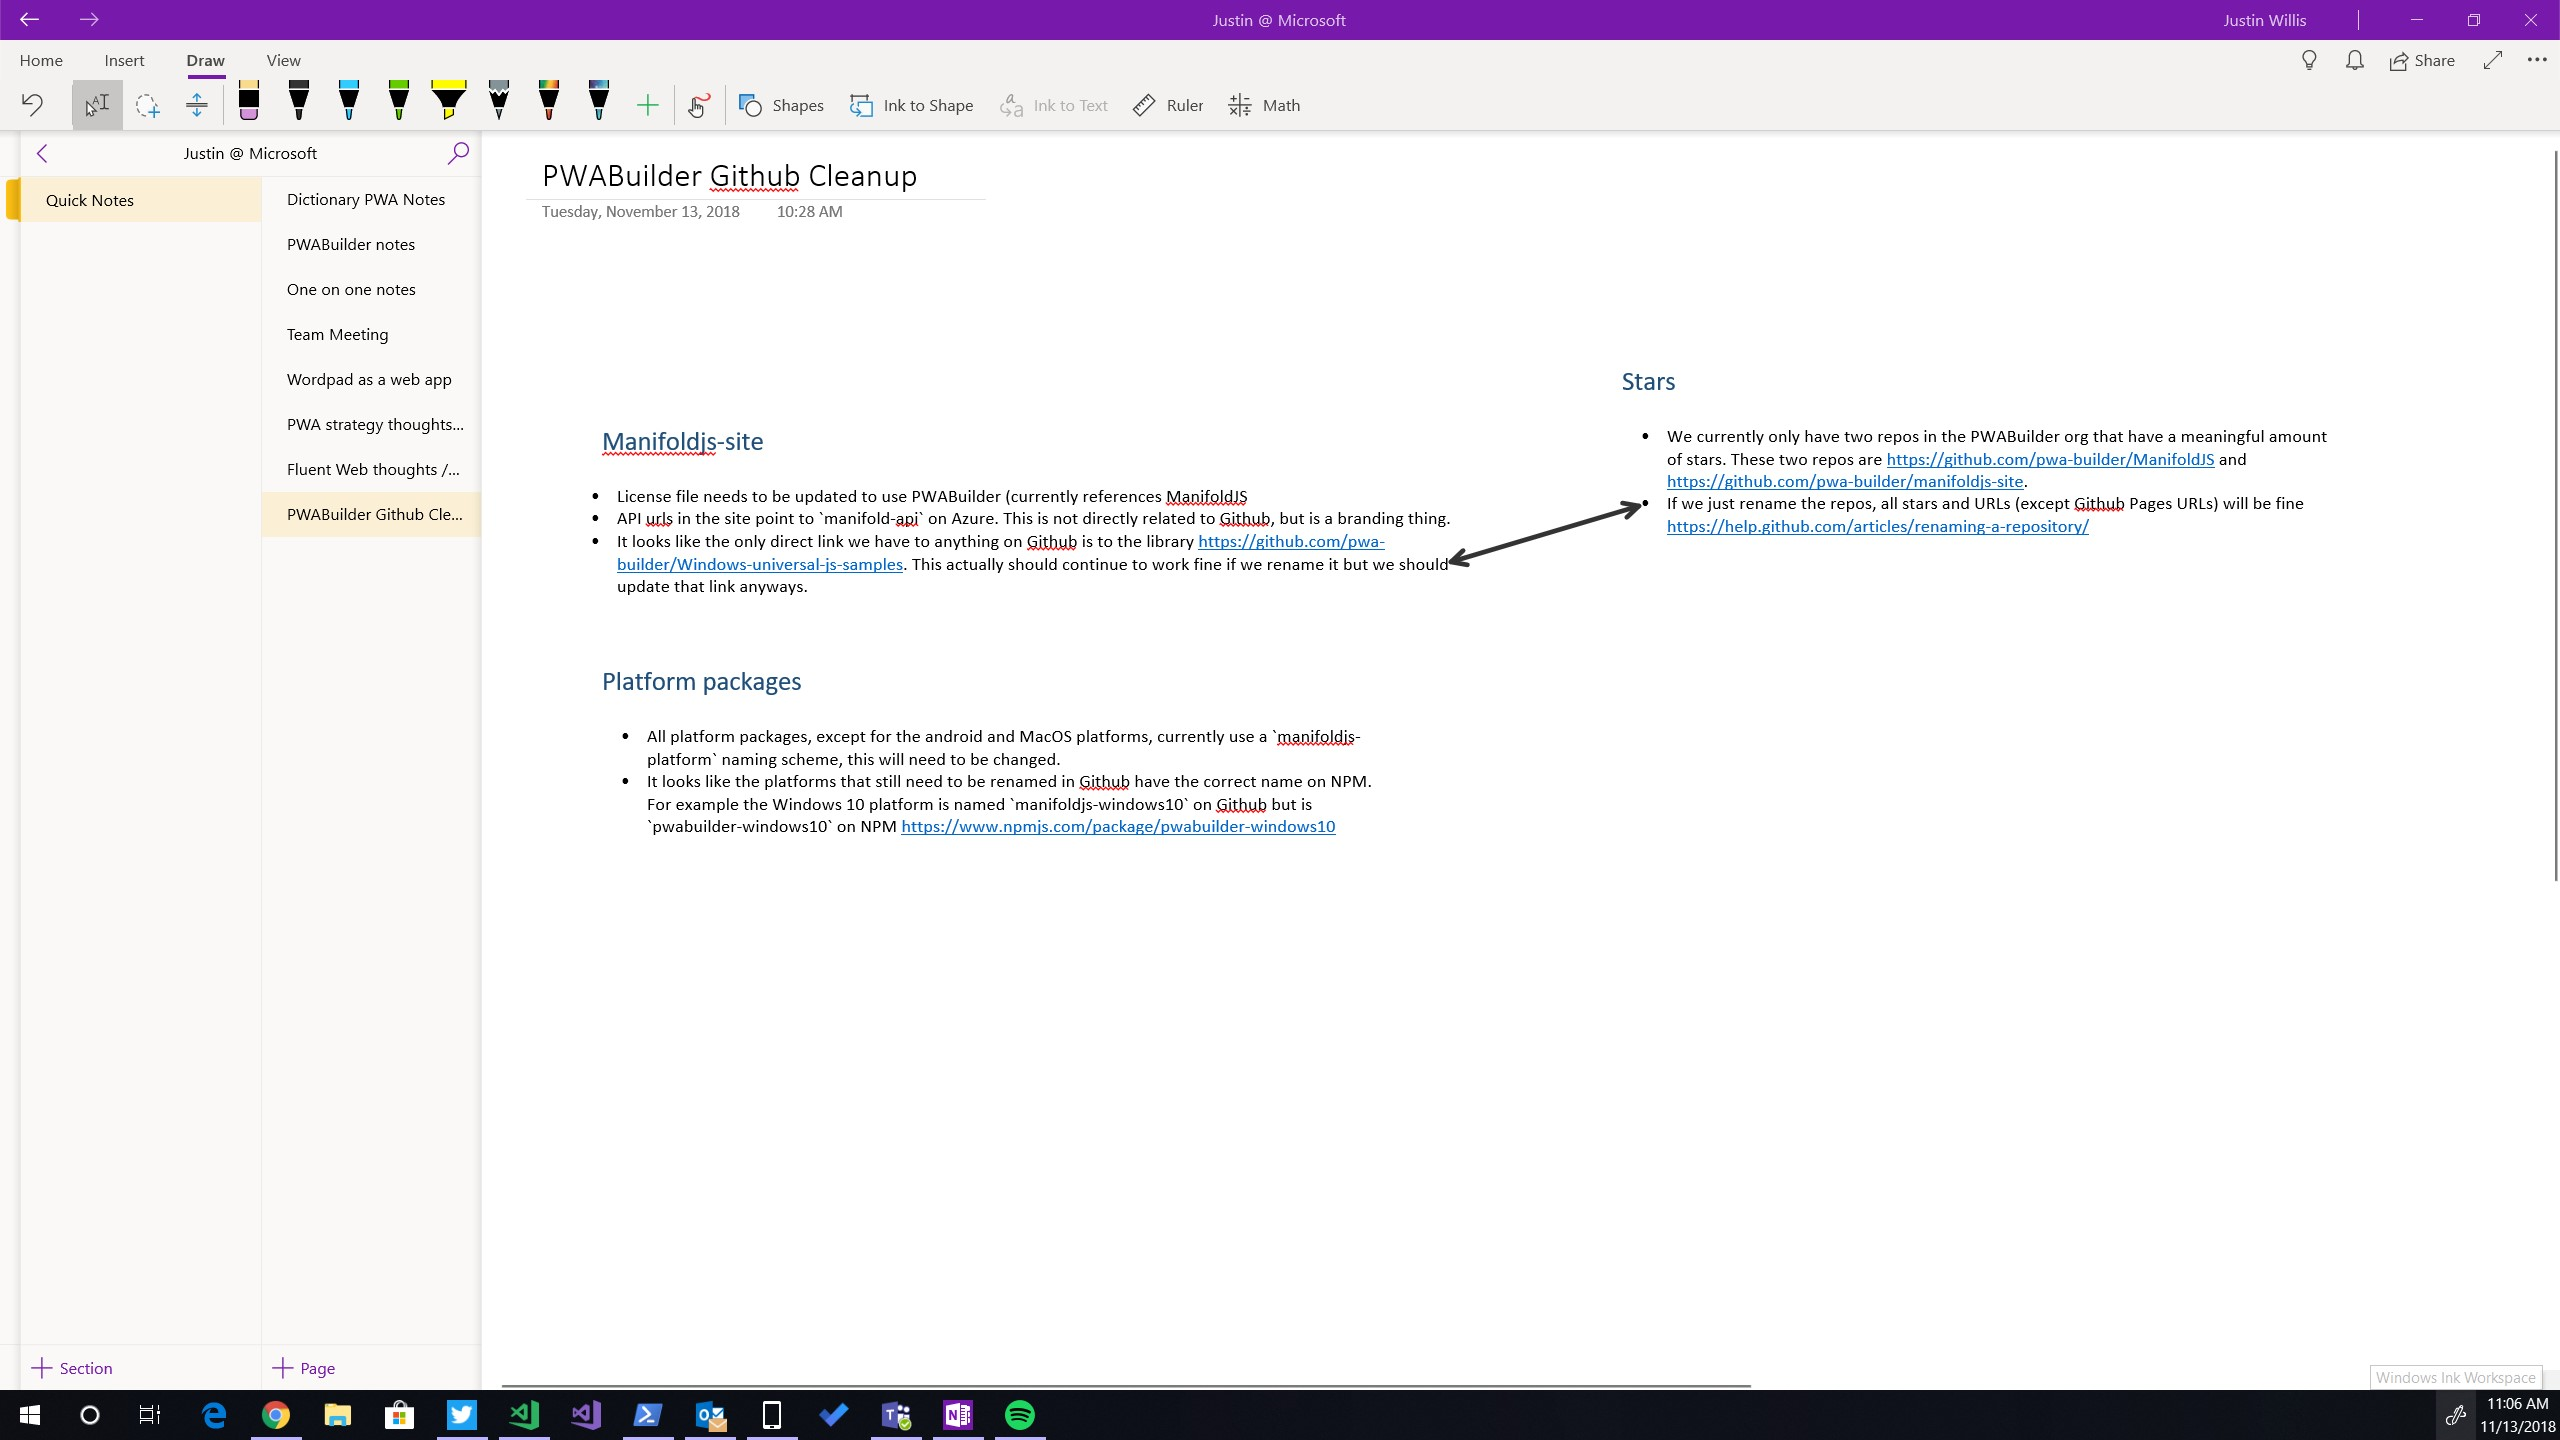 Justin @ Microsoft
Justin Willis
Home
Insert
Draw
View
Share
Shapes
Ink to Shape
Ink to Text
Ruler
Math
Justin @ Microsoft
Quick Notes
Dictionary PWA Notes
PWABuilder notes
One on one notes
Team Meeting
Wordpad as a web app
PWA strategy thoughts...
Fluent Web thoughts /...
PWABuilder Github Cle...
Section
Page
PWABuilder Github Cleanup
Tuesday, November 13, 2018 10:28 AM
Manifoldjs-site
• License file needs to be updated to use PWABuilder (currently references ManifoldJS
• API urls in the site point to `manifold-api` on Azure. This is not directly related to Github, but is a branding thing.
• It looks like the only direct link we have to anything on Github is to the library https://github.com/pwa-
builder/Windows-universal-js-samples. This actually should continue to work fine if we rename it but we should
update that link anyways.
Platform packages
• All platform packages, except for the android and MacOS platforms, currently use a `manifoldjs-
platform` naming scheme, this will need to be changed.
• It looks like the platforms that still need to be renamed in Github have the correct name on NPM.
For example the Windows 10 platform is named `manifoldjs-windows10` on Github but is
`pwabuilder-windows10` on NPM https://www.npmjs.com/package/pwabuilder-windows10
Stars
• We currently only have two repos in the PWABuilder org that have a meaningful amount
of stars. These two repos are https://github.com/pwa-builder/ManifoldJS and
https://github.com/pwa-builder/manifoldjs-site.
• If we just rename the repos, all stars and URLs (except Github Pages URLs) will be fine
https://help.github.com/articles/renaming-a-repository/
Windows Ink Workspace
11:06 AM
11/13/2018